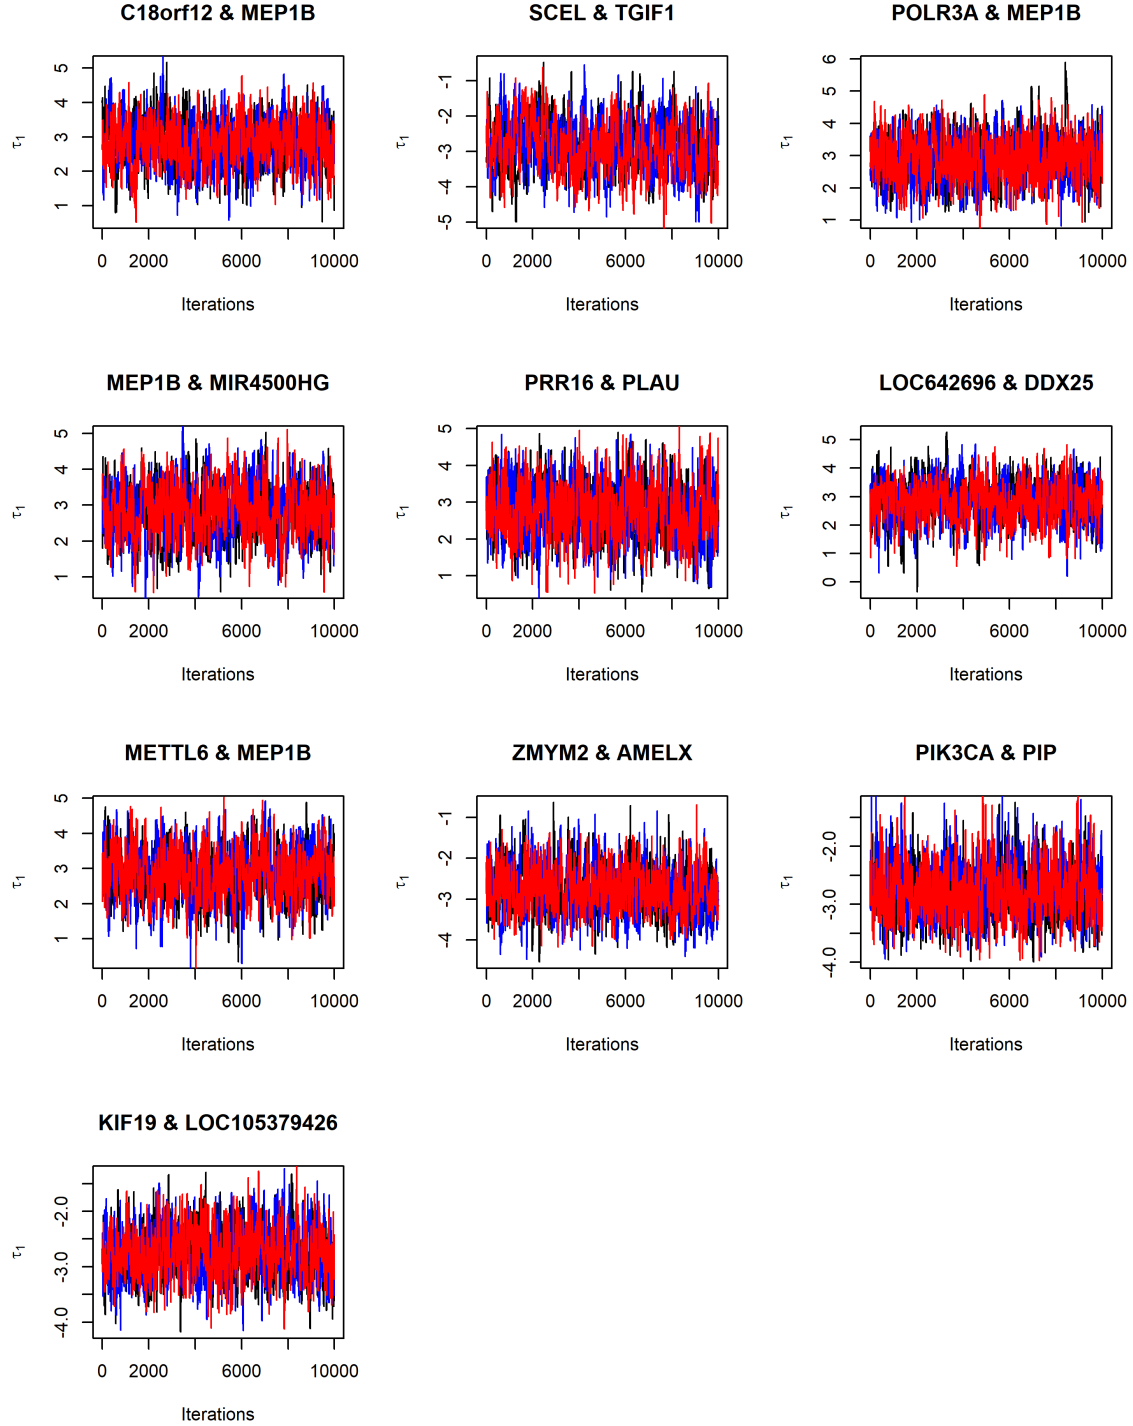 C18orf12 & MEP1B
SCEL & TGIF1
POLR3A & MEP1B
τ1
5
4
3
2
1
0 2000 6000 10000
Iterations
τ1
-1
-2
-3
-4
-5
0 2000 6000 10000
Iterations
τ1
6
5
4
3
2
1
0 2000 6000 10000
Iterations
MEP1B & MIR4500HG
PRR16 & PLAU
LOC642696 & DDX25
τ1
5
4
3
2
1
0 2000 6000 10000
Iterations
τ1
5
4
3
2
1
0 2000 6000 10000
Iterations
τ1
5
4
3
2
1
0
0 2000 6000 10000
Iterations
METTL6 & MEP1B
ZMYM2 & AMELX
PIK3CA & PIP
τ1
5
4
3
2
1
0 2000 6000 10000
Iterations
τ1
-1
-2
-3
-4
0 2000 6000 10000
Iterations
τ1
-2.0
-3.0
-4.0
0 2000 6000 10000
Iterations
KIF19 & LOC105379426
τ1
-2.0
-3.0
-4.0
0 2000 6000 10000
Iterations